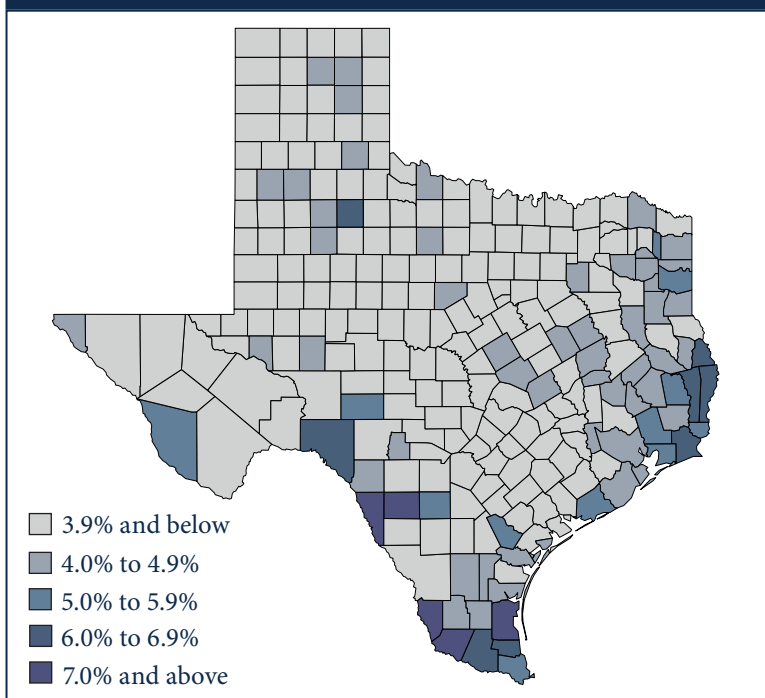 3.9% and below
4.0% to 4.9%
5.0% to 5.9%
6.0% to 6.9%
7.0% and above